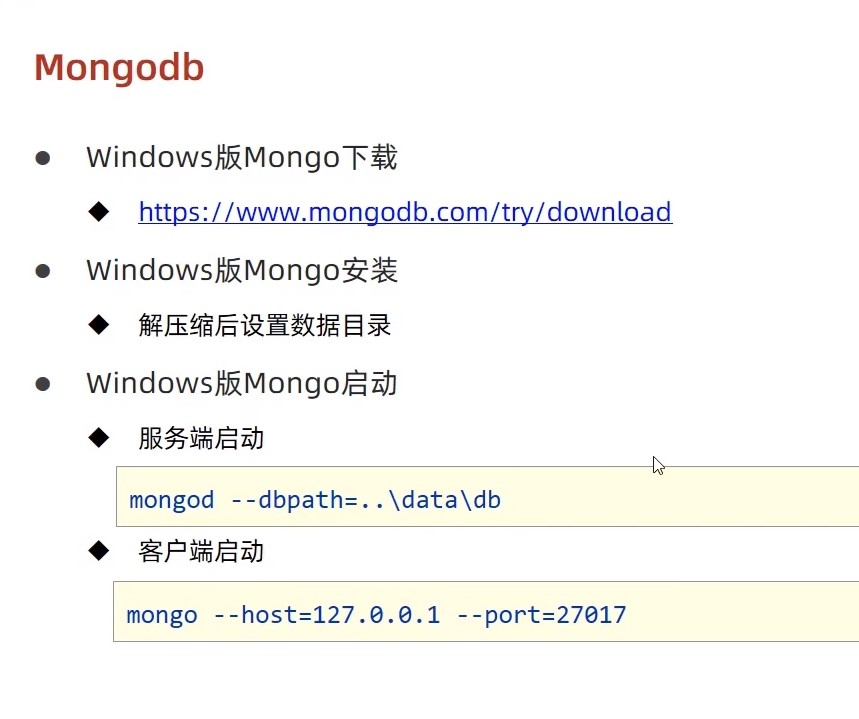 Mongodb
Windows版Mongo下载
https://www.mongodb.com/try/download
Windows版Mongo安装
解压缩后设置数据目录
Windows版Mongo启动
服务端启动
mongod --dbpath=..\data\db
客户端启动
mongo --host=127.0.0.1 --port=27017